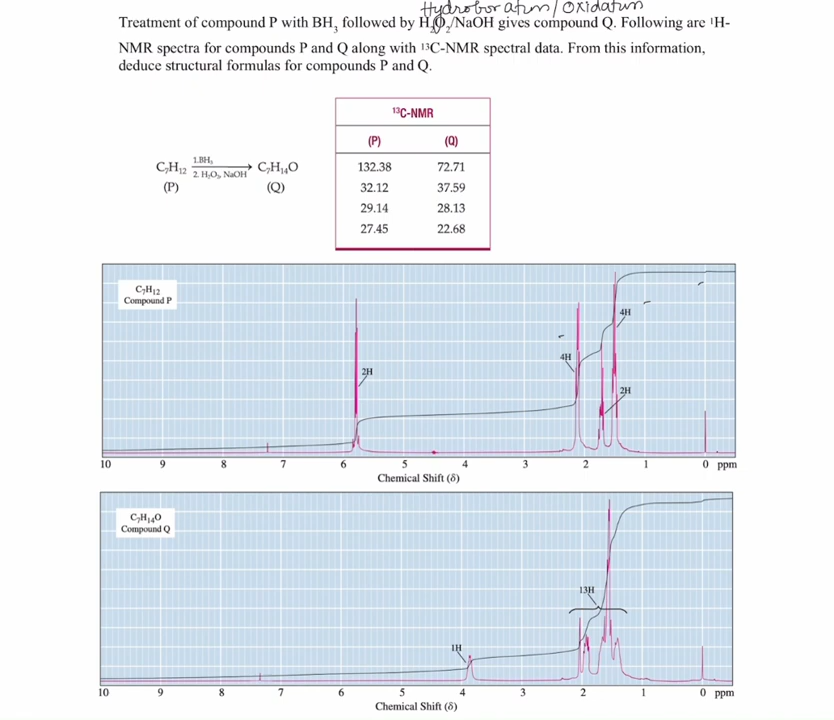 Hydroboration/Oxidation
Treatment of compound P with BH₃ followed by H₂O₂/NaOH gives compound Q. Following are ¹H-
NMR spectra for compounds P and Q along with ¹³C-NMR spectral data. From this information,
deduce structural formulas for compounds P and Q.
¹³C-NMR
(P) (Q)
132.38 72.71
32.12 37.59
29.14 28.13
27.45 22.68
1.BH₃
C₇H₁₂ → C₇H₁₄O
2. H₂O₂, NaOH
(P) (Q)
C₇H₁₂
Compound P
2H
4H
4H
2H
10 9 8 7 6 5 4 3 2 1 0 ppm
Chemical Shift (δ)
C₇H₁₄O
Compound Q
13H
1H
10 9 8 7 6 5 4 3 2 1 0 ppm
Chemical Shift (δ)